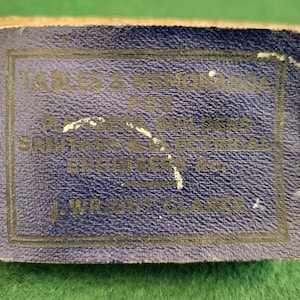 TABLES & MEMORANDA
FOR
PLUMBERS, BUILDERS
SANITARY & ELECTRICAL
ENGINEERS &c.,
J. WRIGHT CLARKE